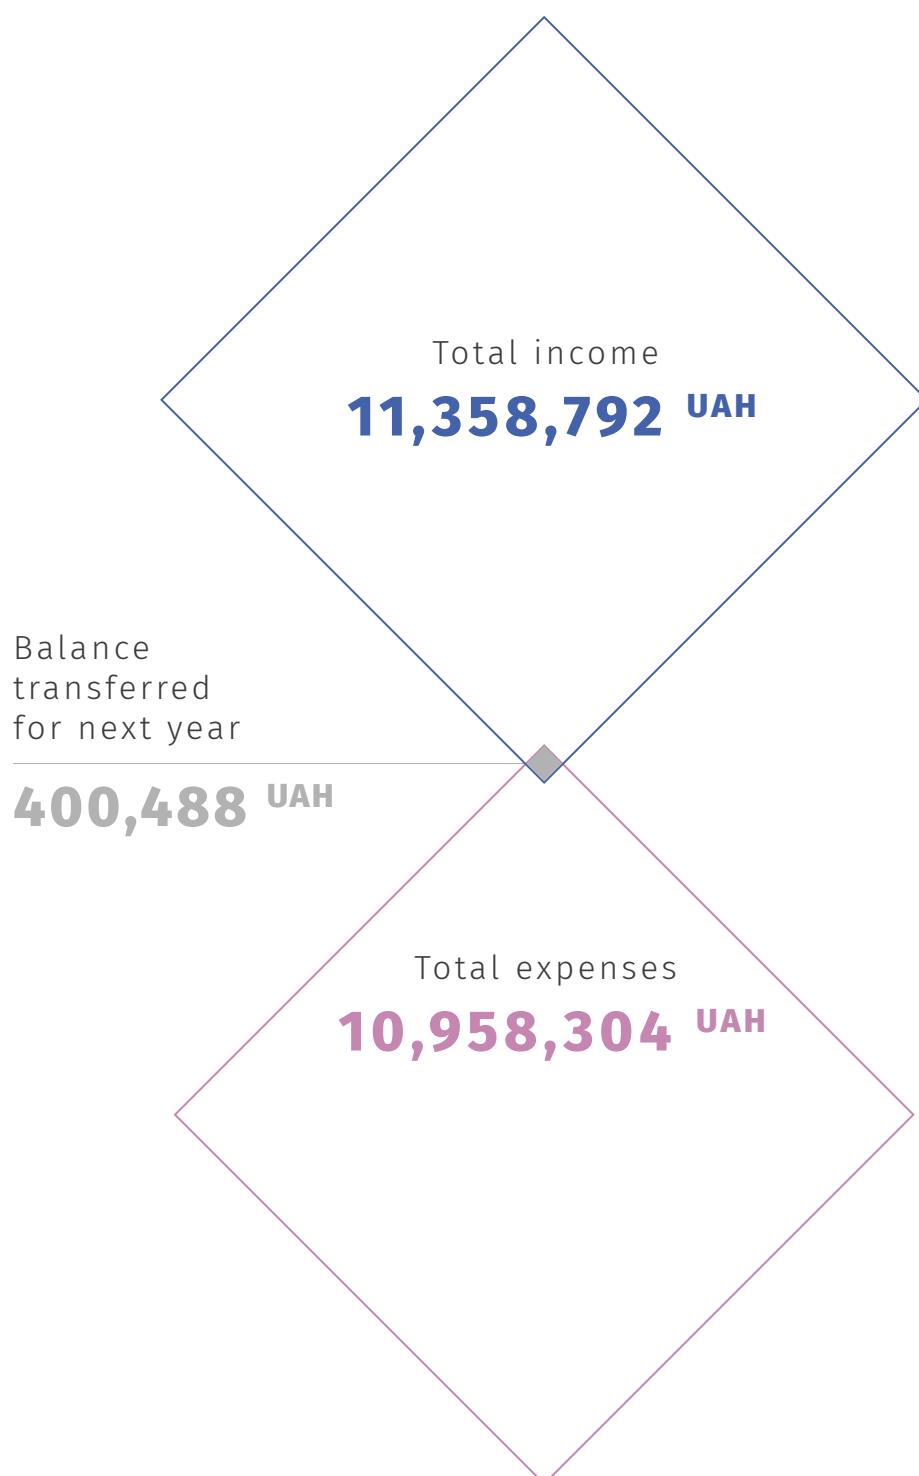 Total income
11,358,792 UAH
Balance
transferred
for next year
400,488 UAH
Total expenses
10,958,304 UAH